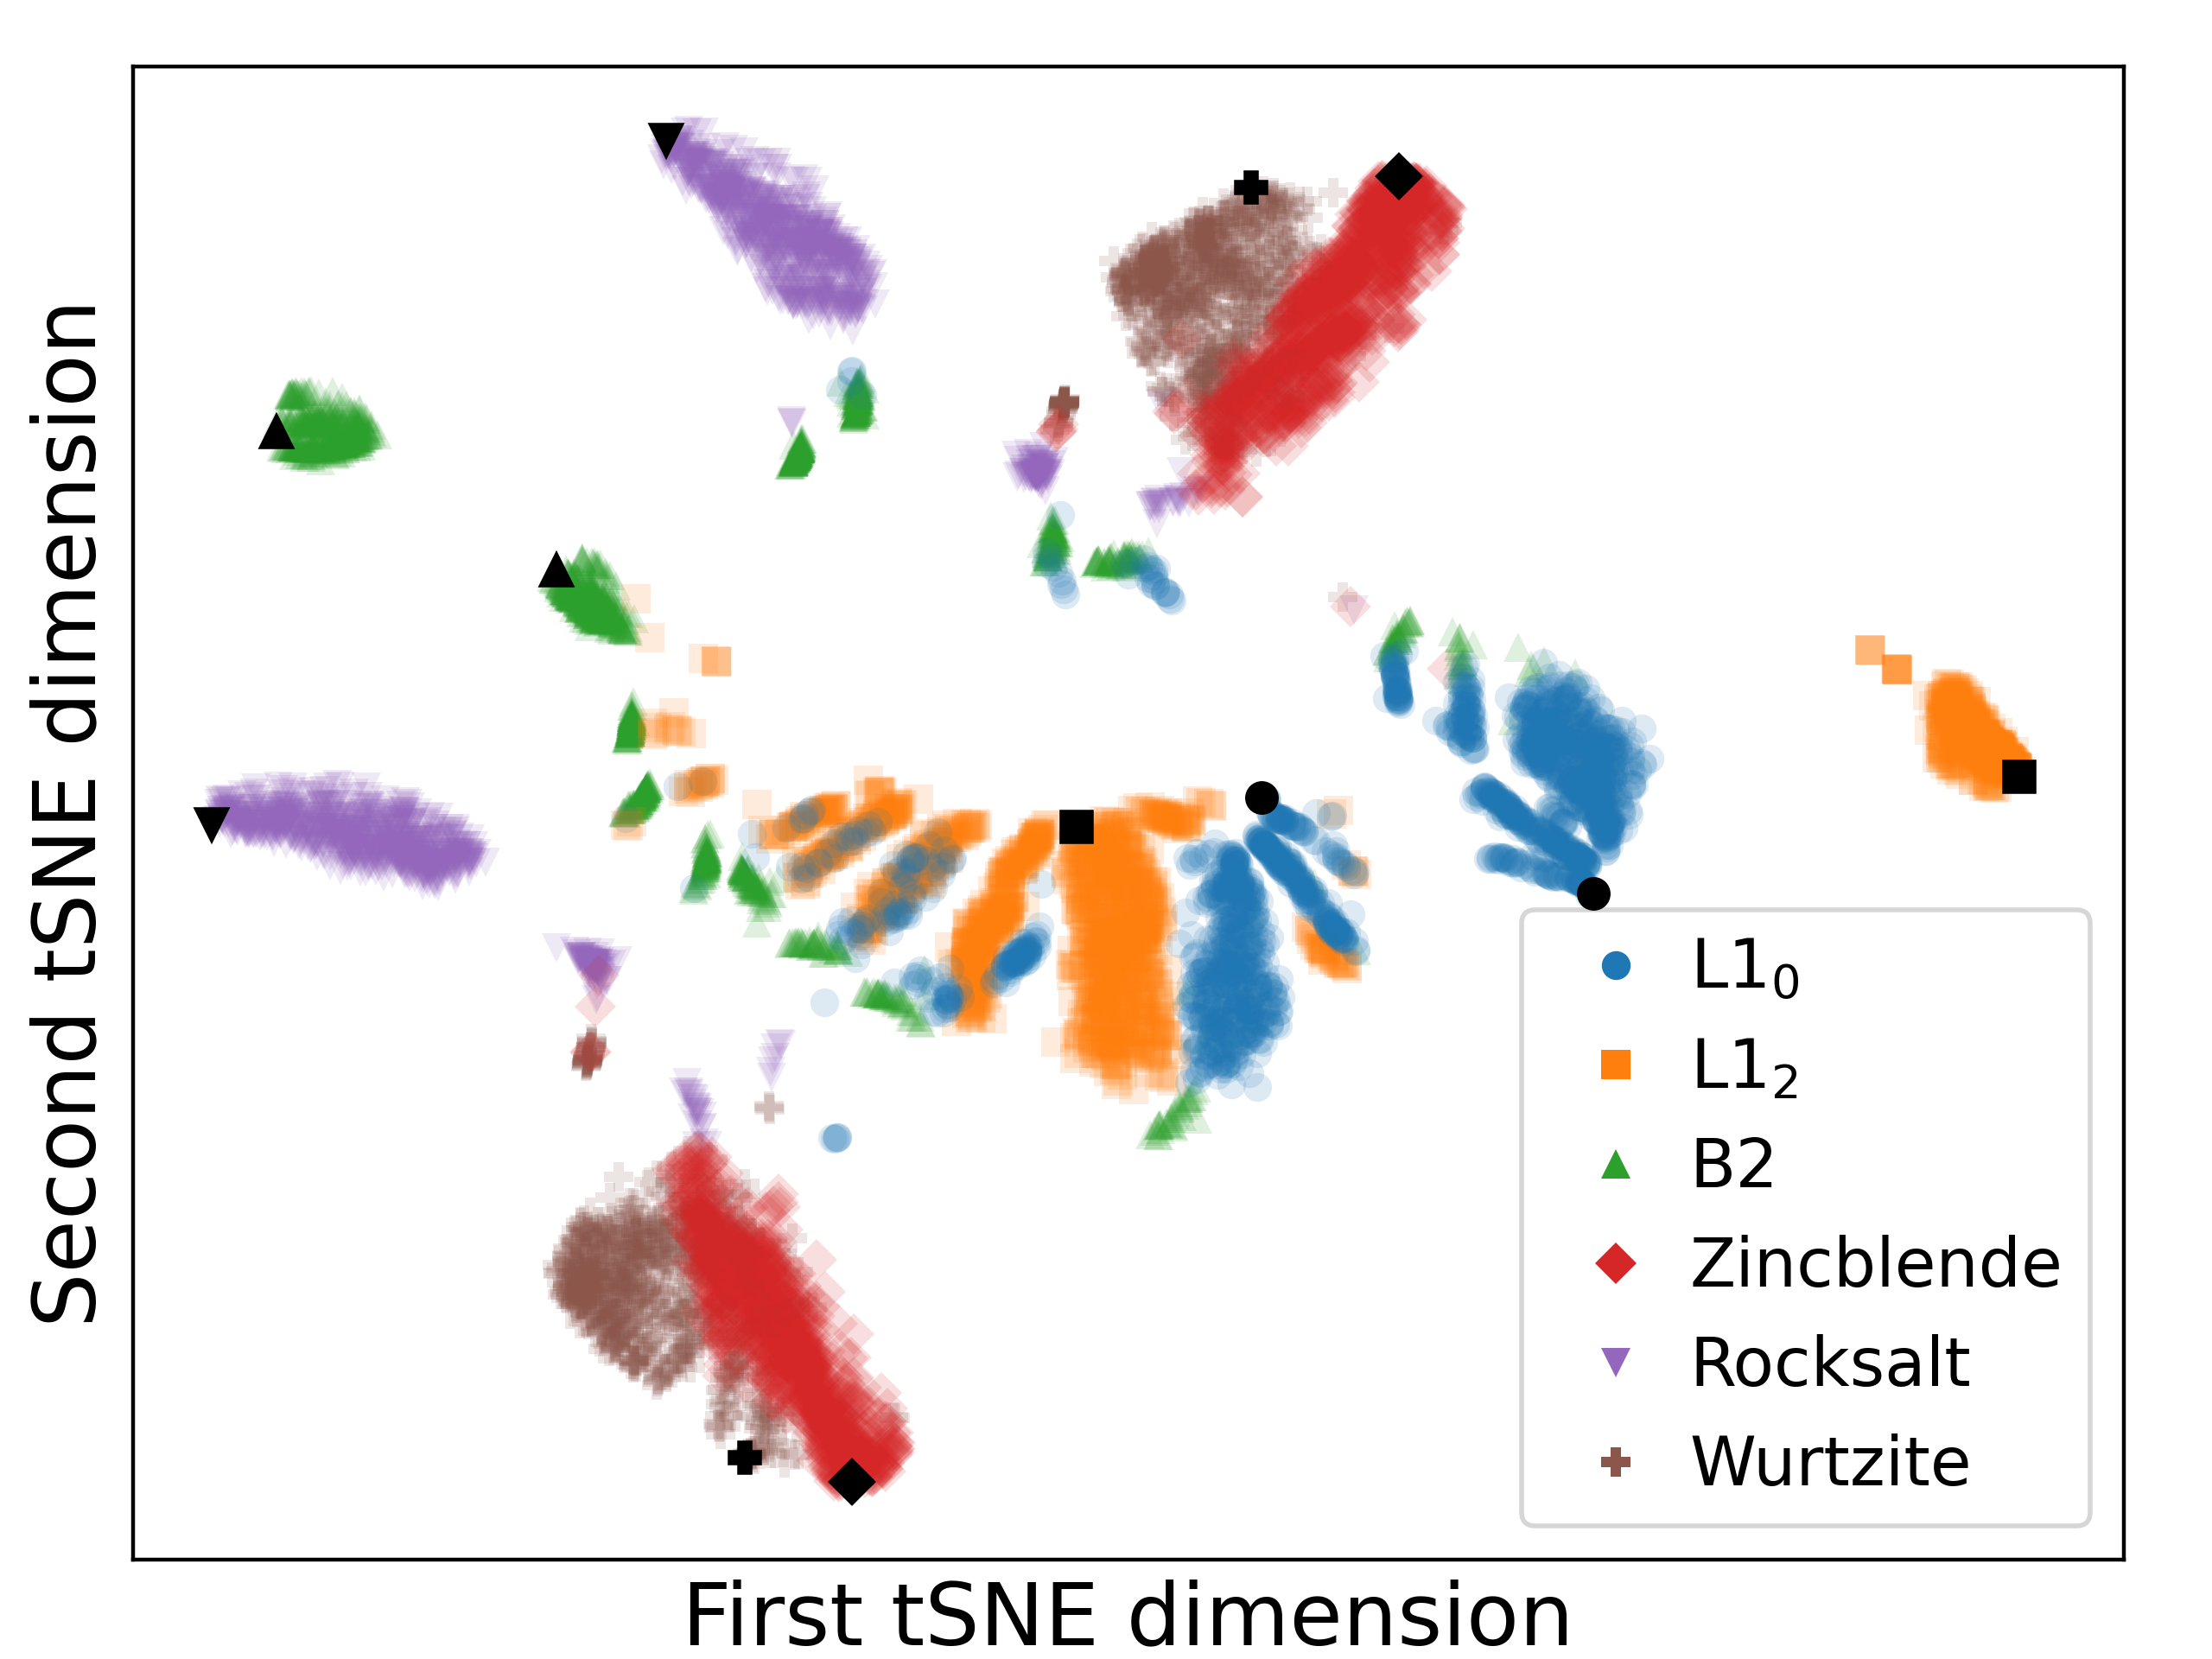 Second tSNE dimension
L1₀
L1₂
B2
Zincblende
Rocksalt
Wurtzite
First tSNE dimension